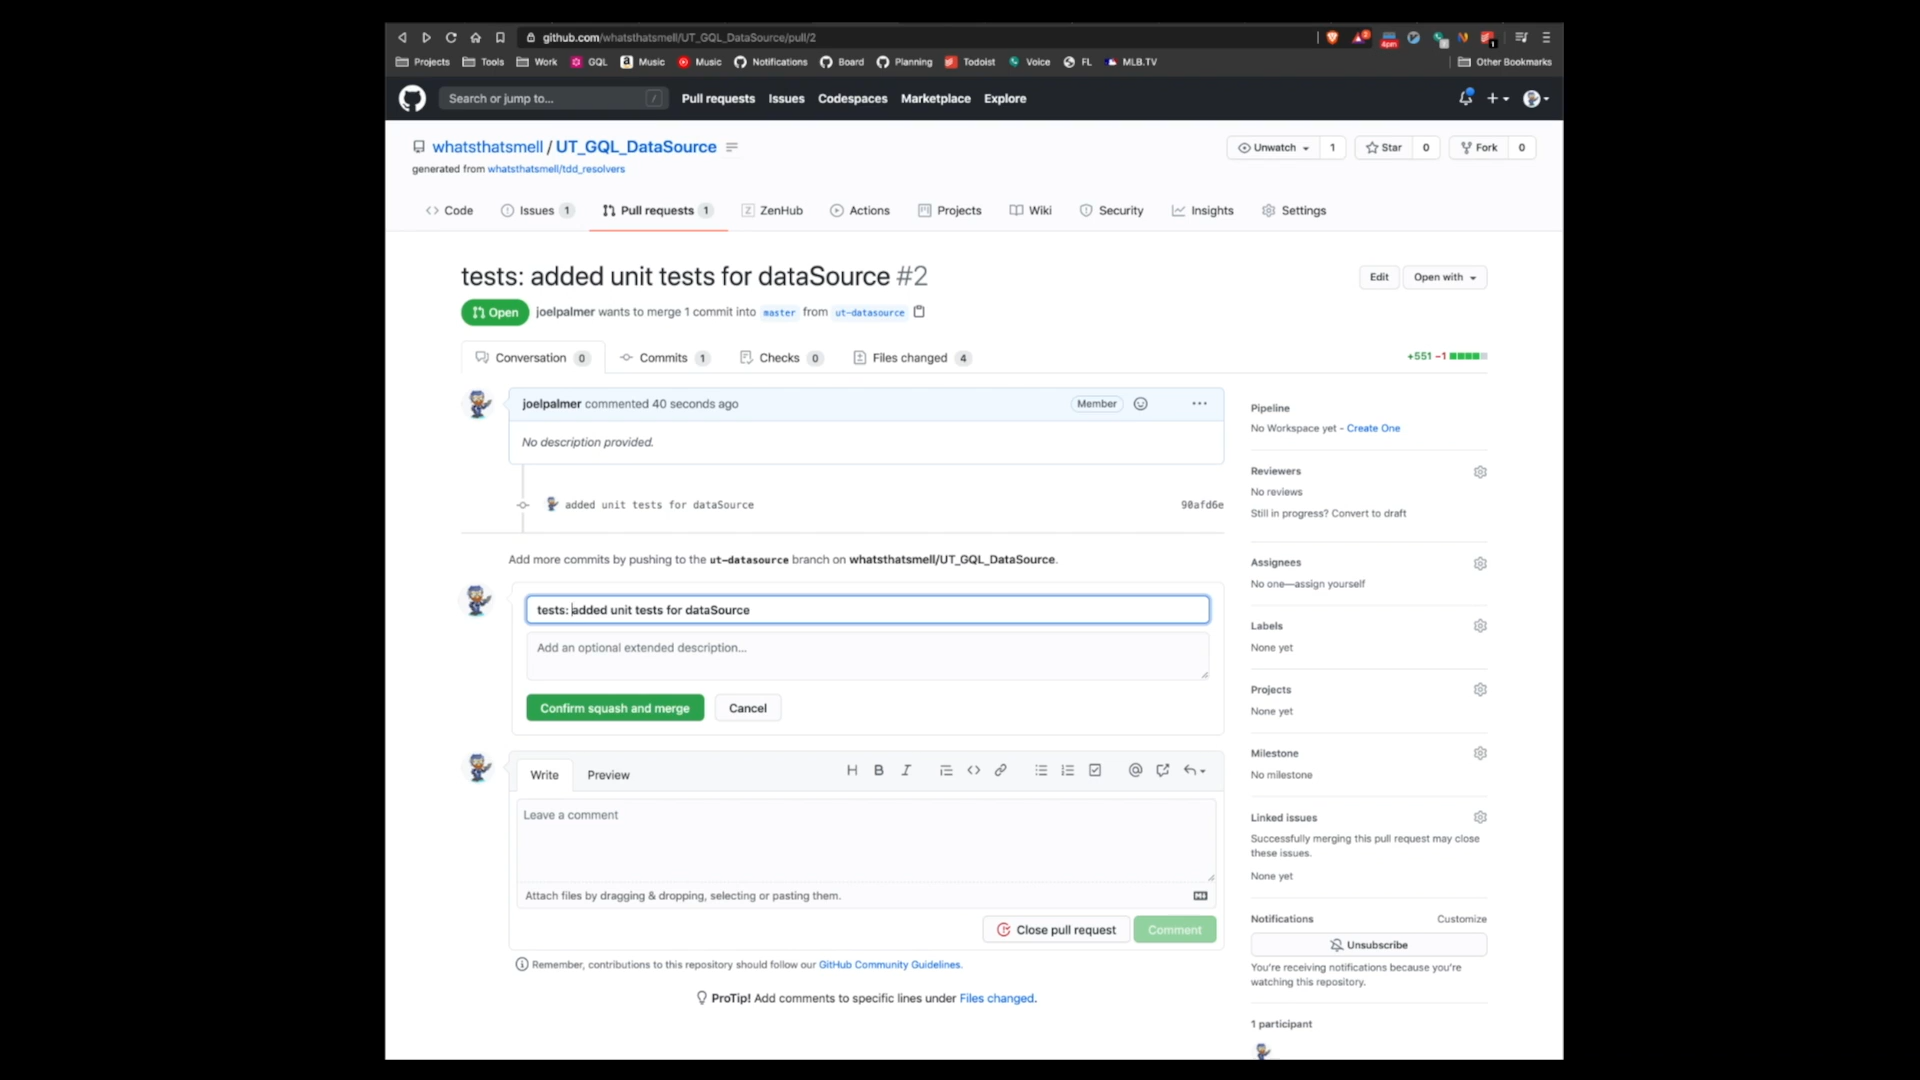 github.com/whatsthatsmell/UT_GQL_DataSource/pull/2
Projects Tools Work GQL Music Music Notifications Board Planning Todoist Voice FL MLB.TV Other Bookmarks
Search or jump to... / Pull requests Issues Codespaces Marketplace Explore
whatsthatsmell / UT_GQL_DataSource Unwatch 1 Star 0 Fork 0
generated from whatsthatsmell/tdd_resolvers
Code Issues 1 Pull requests 1 ZenHub Actions Projects Wiki Security Insights Settings
tests: added unit tests for dataSource #2 Edit Open with
Open joelpalmer wants to merge 1 commit into master from ut-datasource
Conversation 0 Commits 1 Checks 0 Files changed 4 +551 −1
joelpalmer commented 40 seconds ago Member ...
No description provided.
added unit tests for dataSource 90afd6e
Add more commits by pushing to the ut-datasource branch on whatsthatsmell/UT_GQL_DataSource.
tests: added unit tests for dataSource
Add an optional extended description...
Confirm squash and merge Cancel
Write Preview
Leave a comment
Attach files by dragging & dropping, selecting or pasting them.
Close pull request Comment
Remember, contributions to this repository should follow our GitHub Community Guidelines.
ProTip! Add comments to specific lines under Files changed.
Pipeline
No Workspace yet - Create One
Reviewers
No reviews
Still in progress? Convert to draft
Assignees
No one—assign yourself
Labels
None yet
Projects
None yet
Milestone
No milestone
Linked issues
Successfully merging this pull request may close
these issues.
None yet
Notifications Customize
Unsubscribe
You're receiving notifications because you're
watching this repository.
1 participant